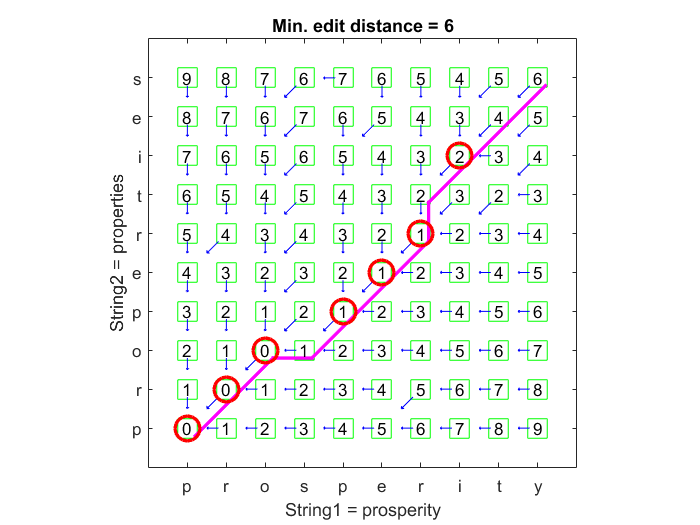 Min. edit distance = 6
s 9 8 7 6 7 6 5 4 5 6
e 8 7 6 7 6 5 4 3 4 5
i 7 6 5 6 5 4 3 2 3 4
t 6 5 4 5 4 3 2 3 2 3
r 5 4 3 4 3 2 1 2 3 4
e 4 3 2 3 2 1 2 3 4 5
p 3 2 1 2 1 2 3 4 5 6
o 2 1 0 1 2 3 4 5 6 7
r 1 0 1 2 3 4 5 6 7 8
p 0 1 2 3 4 5 6 7 8 9
p r o s p e r i t y
String1 = prosperity
String2 = properties